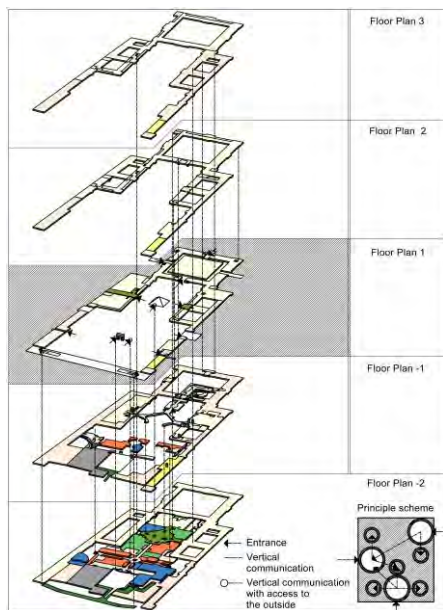 Floor Plan 3
Floor Plan 2
Floor Plan 1
Floor Plan -1
Floor Plan -2
Principle scheme
Entrance
Vertical
communication
Vertical communication
with access to
the outside